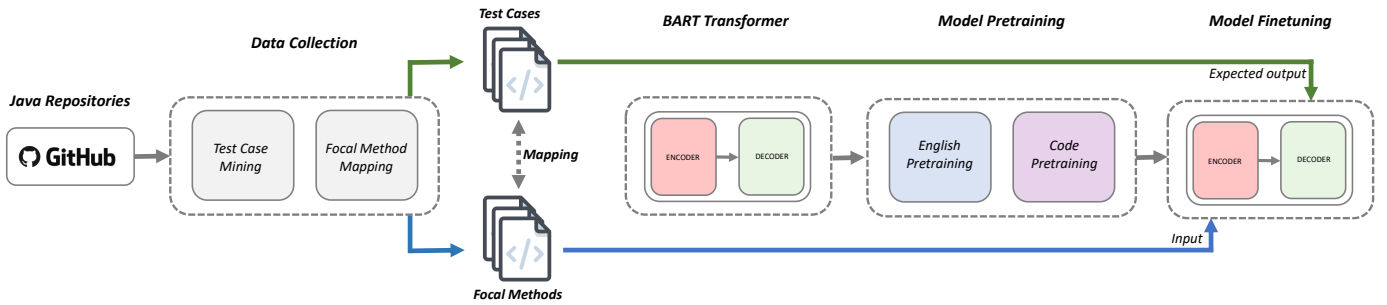 Test Cases
BART Transformer
Model Pretraining
Model Finetuning
Data Collection
Expected output
Java Repositories
GitHub
Test Case
Mining
Focal Method
Mapping
Mapping
ENCODER
DECODER
English
Pretraining
Code
Pretraining
ENCODER
DECODER
Input
Focal Methods